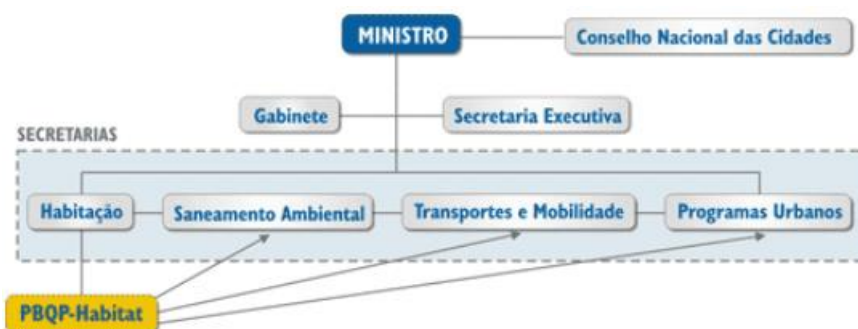 MINISTRO
Conselho Nacional das Cidades
Gabinete
Secretaria Executiva
SECRETARIAS
Habitação
Saneamento Ambiental
Transportes e Mobilidade
Programas Urbanos
PBQP-Habitat